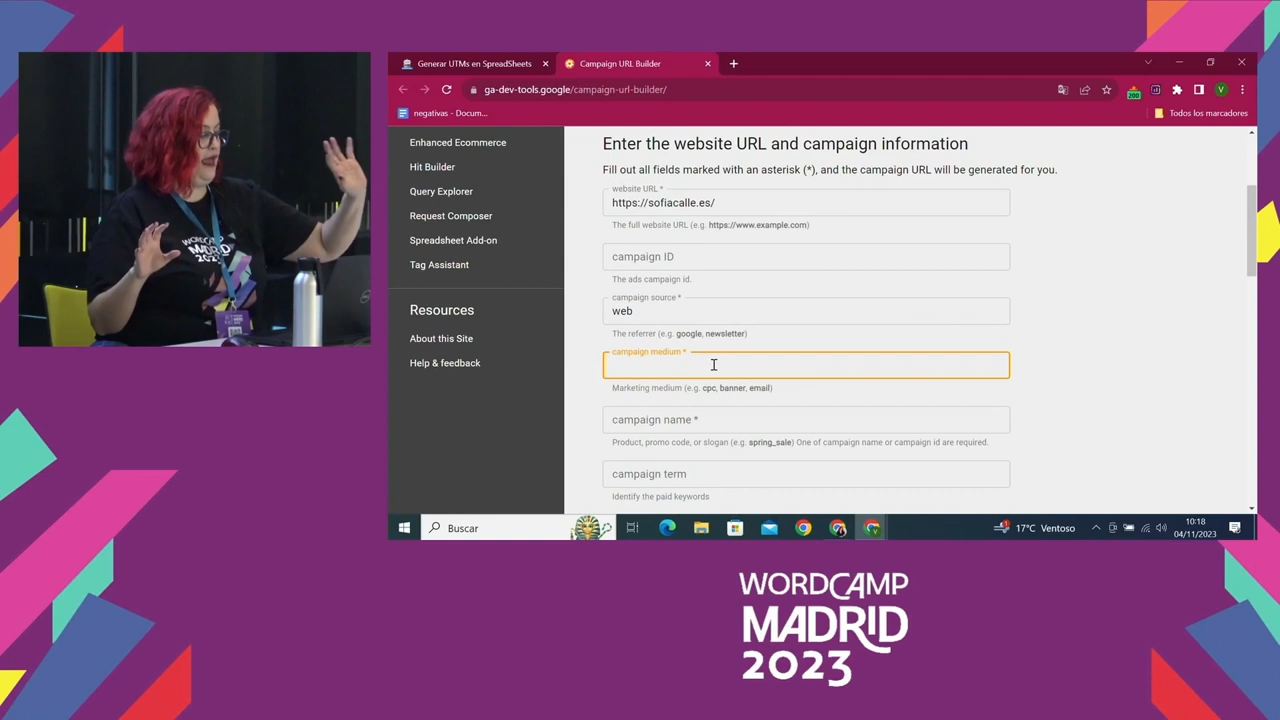 WORDCAMP
MADRID
2023
Generar UTMs en SpreadSheets
Campaign URL Builder
ga-dev-tools.google/campaign-url-builder/
200
V
negativas - Docum...
Todos los marcadores
Enhanced Ecommerce
Hit Builder
Query Explorer
Request Composer
Spreadsheet Add-on
Tag Assistant
Resources
About this Site
Help & feedback
Enter the website URL and campaign information
Fill out all fields marked with an asterisk (*), and the campaign URL will be generated for you.
website URL *
https://sofiacalle.es/
The full website URL (e.g. https://www.example.com)
campaign ID
The ads campaign id.
campaign source *
web
The referrer (e.g. google, newsletter)
campaign medium *
Marketing medium (e.g. cpc, banner, email)
campaign name *
Product, promo code, or slogan (e.g. spring_sale) One of campaign name or campaign id are required.
campaign term
Identify the paid keywords
Buscar
17°C Ventoso
10:18
04/11/2023
WORDCAMP
MADRID
2023